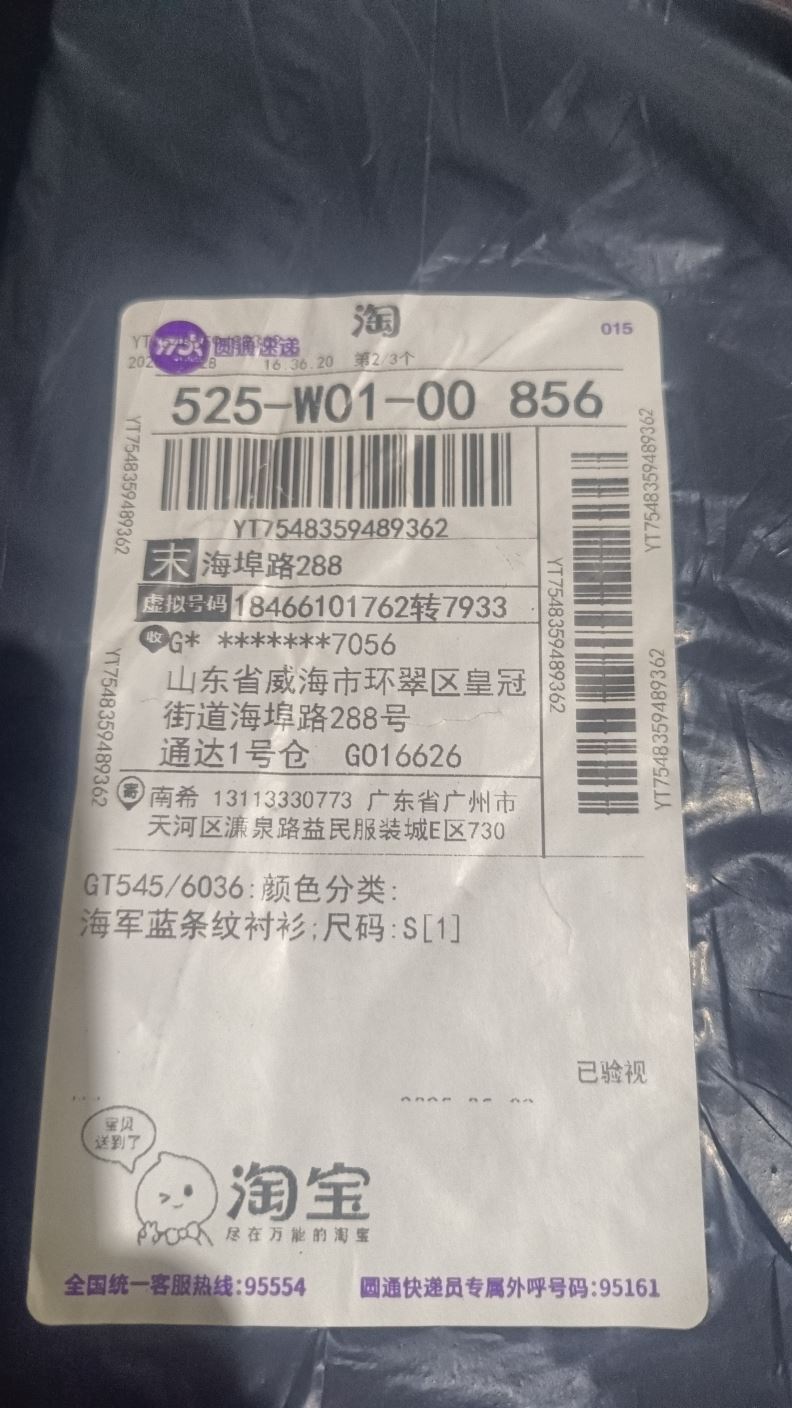 淘
015
圆通速递
16:36:20 第2/3个
525-W01-00 856
YT7548359489362
YT7548359489362
YT7548359489362
末 海埠路288
虚拟号码 18466101762转7933
收 G* *******7056
山东省威海市环翠区皇冠
街道海埠路288号
通达1号仓 G016626
寄 南希 13113330773 广东省广州市
天河区濂泉路益民服装城E区730
YT7548359489362
YT7548359489362
YT7548359489362
GT545/6036:颜色分类:
海军蓝条纹衬衫;尺码:S[1]
已验视
宝贝
送到了
淘宝
尽在万能的淘宝
全国统一客服热线:95554 圆通快递员专属外呼号码:95161